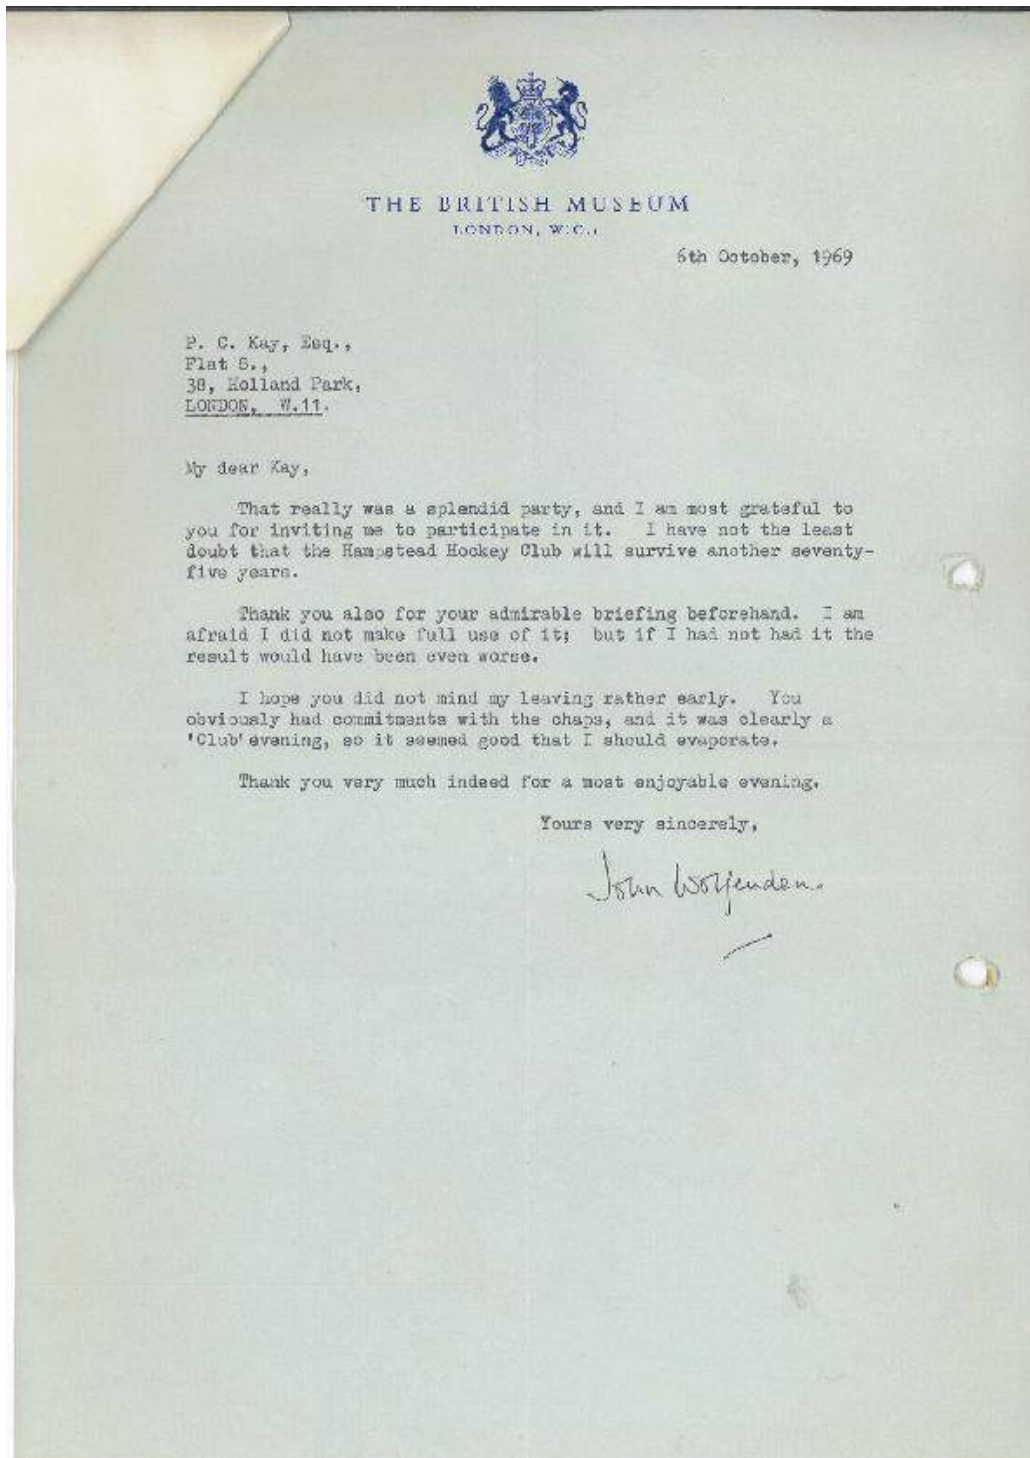 THE BRITISH MUSEUM
LONDON, W.C.1
6th October, 1969
P. C. Kay, Esq.,
Flat 8.,
38, Holland Park,
LONDON, W.11.
My dear Kay,
That really was a splendid party, and I am most grateful to
you for inviting me to participate in it. I have not the least
doubt that the Hampstead Hockey Club will survive another seventy-
five years.
Thank you also for your admirable briefing beforehand. I am
afraid I did not make full use of it; but if I had not had it the
result would have been even worse.
I hope you did not mind my leaving rather early. You
obviously had commitments with the chaps, and it was clearly a
'Club' evening, so it seemed good that I should evaporate.
Thank you very much indeed for a most enjoyable evening.
Yours very sincerely,
John Wolfenden.